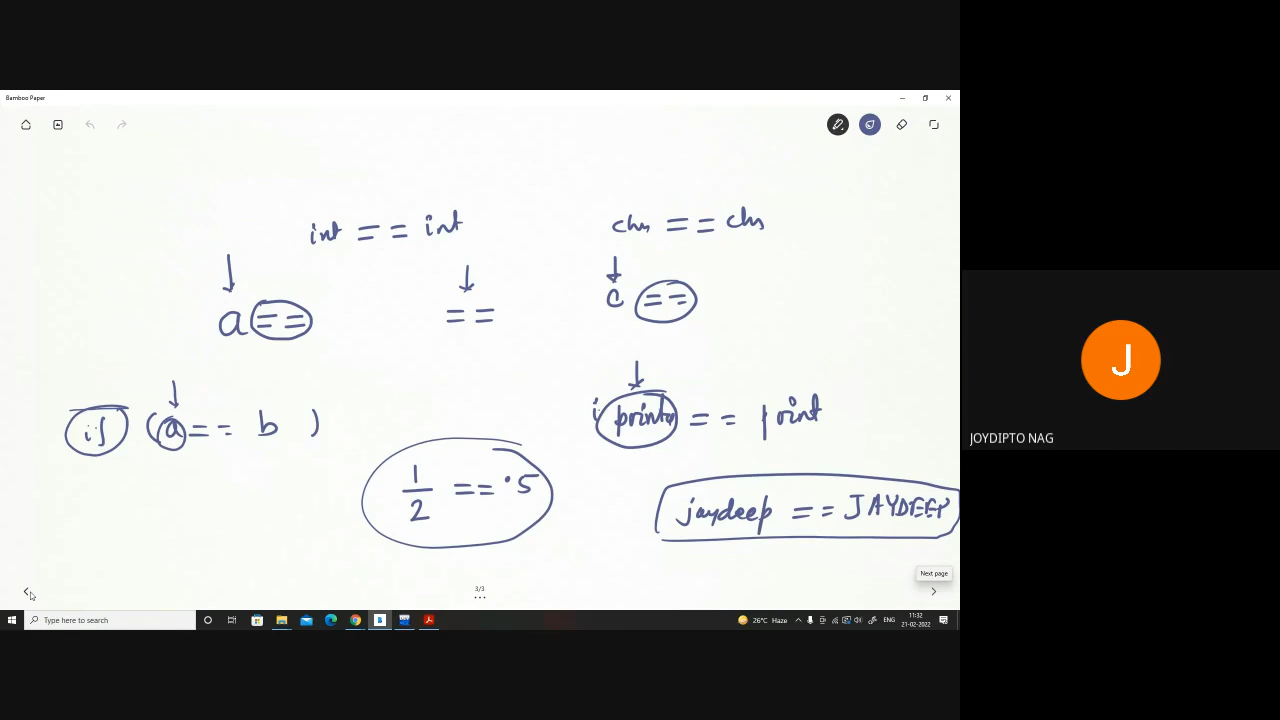 Bamboo Paper
int == int
chr == chr
a ==
==
c ==
if (a == b )
i print == print
1/2 == .5
jaydeep == JAYDEEP
J
JOYDIPTO NAG
Next page
3/3
Type here to search
26°C Haze
ENG
11:32
21-02-2022